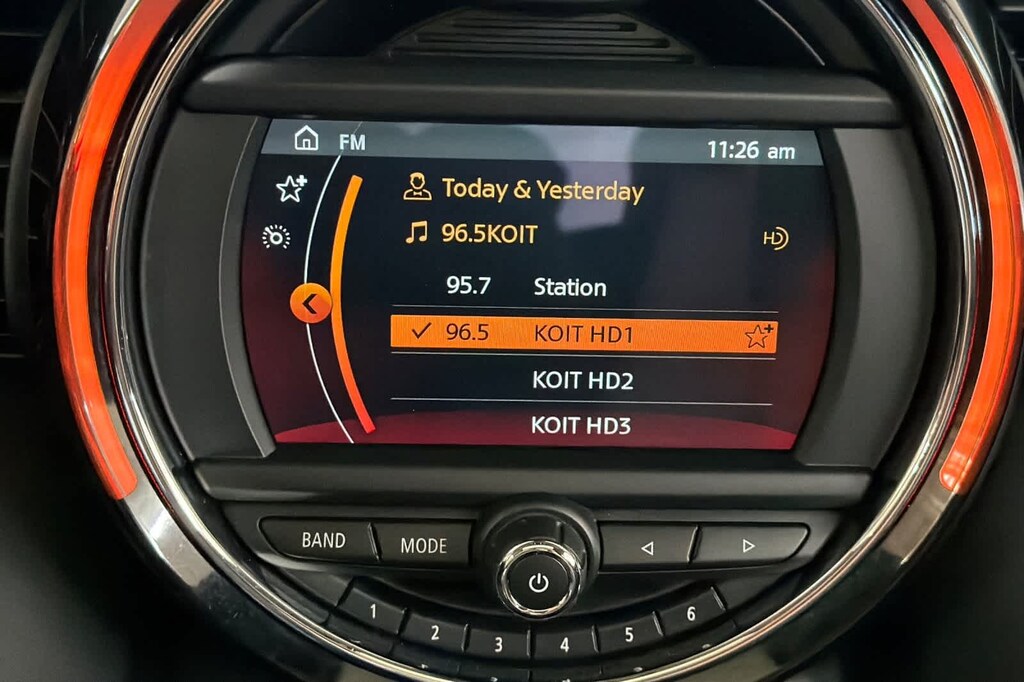 FM 11:26 am
Today & Yesterday
96.5KOIT HD
95.7 Station
96.5 KOIT HD1
KOIT HD2
KOIT HD3
BAND MODE
1 2 3 4 5 6